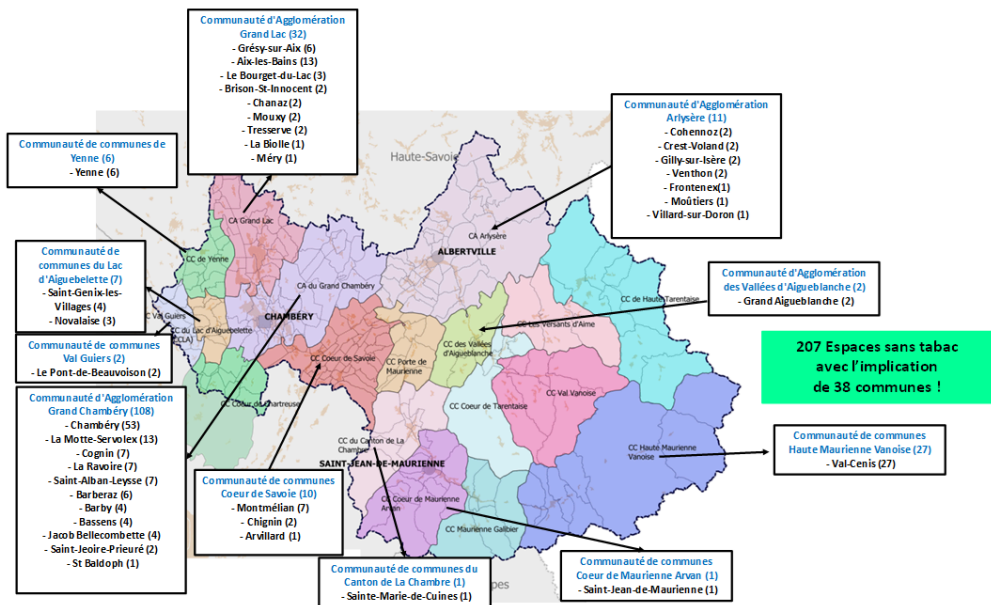 Communauté d'Agglomération
Grand Lac (32)
- Grésy-sur-Aix (6)
- Aix-les-Bains (13)
- Le Bourget-du-Lac (3)
- Brison-St-Innocent (2)
- Chanaz (2)
- Mouxy (2)
- Tresserve (2)
- La Biolle (1)
- Méry (1)
Communauté de communes de
Yenne (6)
- Yenne (6)
Communauté de
communes du Lac
d'Aiguebelette (7)
- Saint-Genix-les-
Villages (4)
- Novalaise (3)
Communauté de communes
Val Guiers (2)
- Le Pont-de-Beauvoison (2)
Communauté d'Agglomération
Grand Chambéry (108)
- Chambéry (53)
- La Motte-Servolex (13)
- Cognin (7)
- La Ravoire (7)
- Saint-Alban-Leysse (7)
- Barberaz (6)
- Barby (4)
- Bassens (4)
- Jacob Bellecombette (4)
- Saint-Jeoire-Prieuré (2)
- St Baldoph (1)
Communauté de communes
Coeur de Savoie (10)
- Montmélian (7)
- Chignin (2)
- Arvillard (1)
Communauté de communes du
Canton de La Chambre (1)
- Sainte-Marie-de-Cuines (1)
Communauté de communes
Coeur de Maurienne Arvan (1)
- Saint-Jean-de-Maurienne (1)
Communauté de communes
Haute Maurienne Vanoise (27)
- Val-Cenis (27)
207 Espaces sans tabac
avec l'implication
de 38 communes !
Communauté d'Agglomération
des Vallées d'Aigueblanche (2)
- Grand Aigueblanche (2)
Communauté d'Agglomération
Arlysère (11)
- Cohennoz (2)
- Crest-Voland (2)
- Gilly-sur-Isère (2)
- Venthon (2)
- Frontenex(1)
- Moûtiers (1)
- Villard-sur-Doron (1)
Haute-Savoie
CA Grand Lac
CA Arlysère
ALBERTVILLE
CC de Yenne
CA du Grand Chambéry
CHAMBÉRY
CC de Haute Tarentaise
CC Val Guiers
CC du Lac d'Aiguebelette
(CCLA)
CC Les Versants d'Aime
CC des Vallées
d'Aigueblanche
CC Coeur de Savoie
CC Porte de
Maurienne
CC Val Vanoise
CC Coeur de Chartreuse
CC Coeur de Tarentaise
CC du Canton de La
Chambre
SAINT-JEAN-DE-MAURIENNE
CC Haute Maurienne
Vanoise
CC Coeur de Maurienne
Arvan
CC Maurienne Galibier
pes